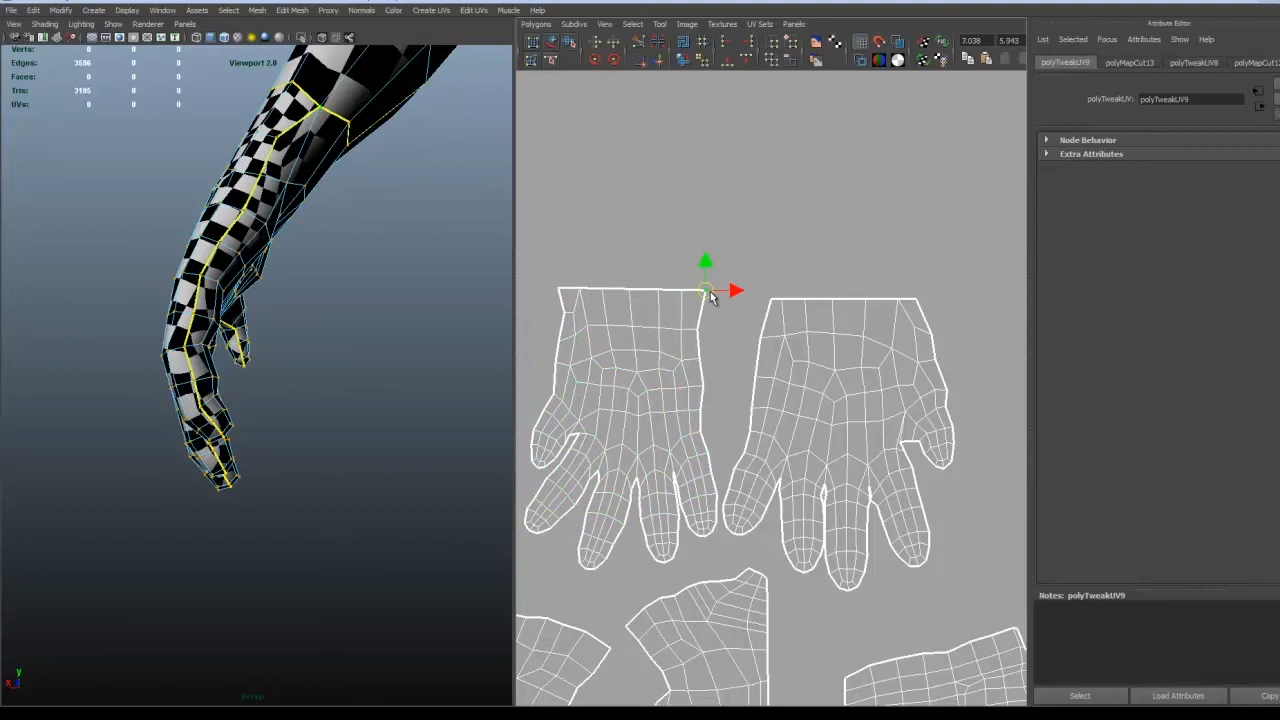 File Edit Modify Create Display Window Assets Select Mesh Edit Mesh Proxy Normals Color Create UVs Edit UVs Muscle Help
View Shading Lighting Show Renderer Panels
Polygons Subdivs View Select Tool Image Textures UV Sets Panels
Attribute Editor
List Selected Focus Attributes Show Help
7.038 5.943
Verts: 0 0 0
Edges: 3596 0 0
Faces: 0 0
Tris: 3105 0 0
UVs: 0 0
Viewport 2.0
polyTweakUV9 polyMapCut13 polyTweakUV8 polyMapCut1
polyTweakUV: polyTweakUV9
Node Behavior
Extra Attributes
Notes: polyTweakUV9
y
x
persp
Select Load Attributes Copy